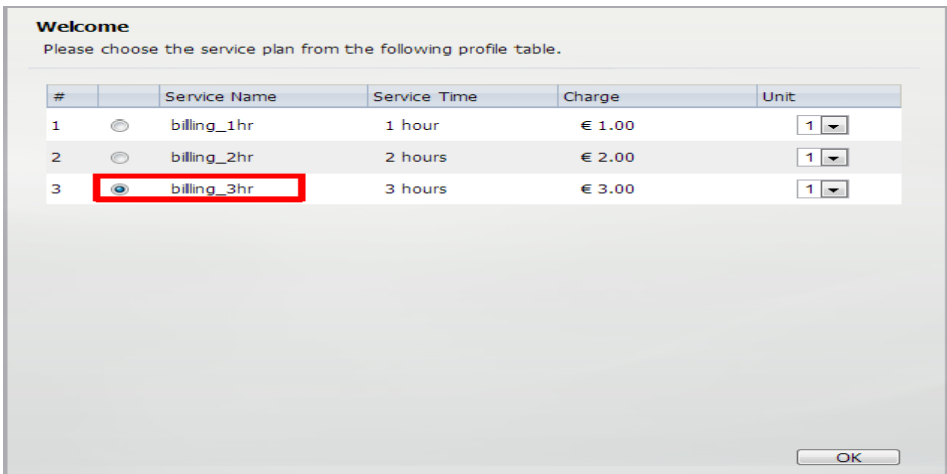 Welcome
Please choose the service plan from the following profile table.
# Service Name Service Time Charge Unit
1 billing_1hr 1 hour € 1.00 1
2 billing_2hr 2 hours € 2.00 1
3 billing_3hr 3 hours € 3.00 1
OK